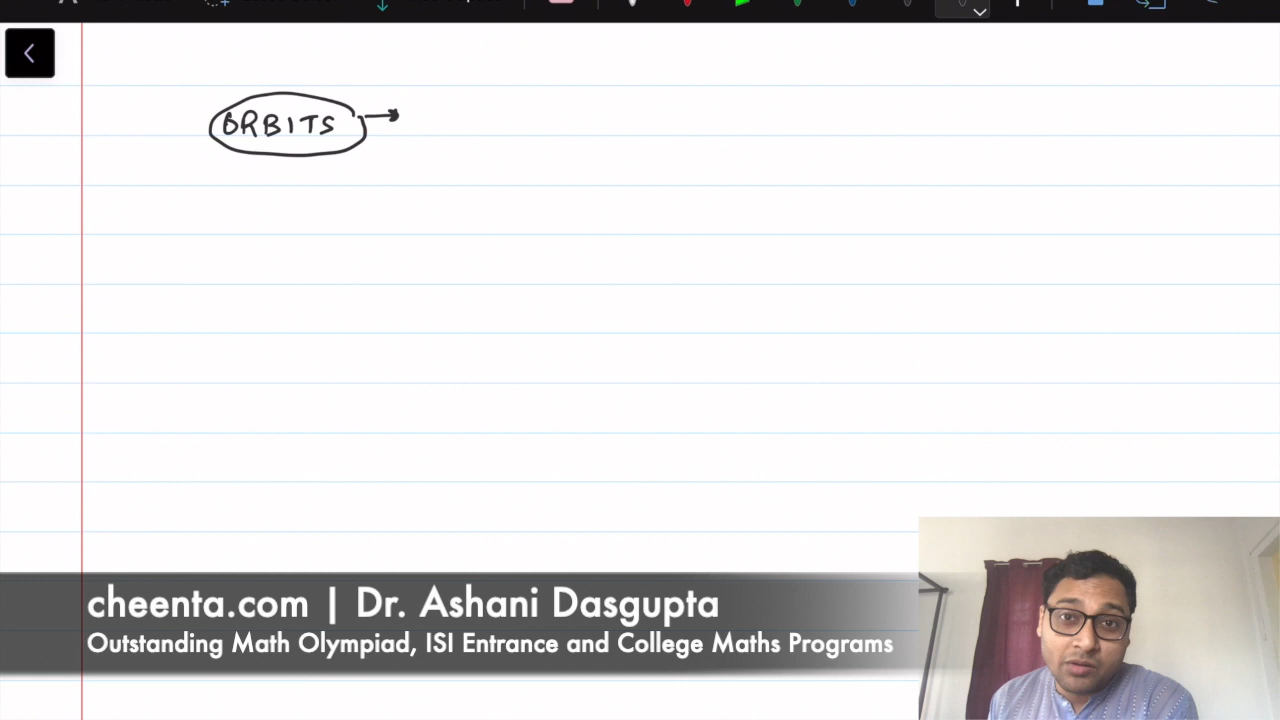 ORBITS
cheenta.com | Dr. Ashani Dasgupta
Outstanding Math Olympiad, ISI Entrance and College Maths Programs